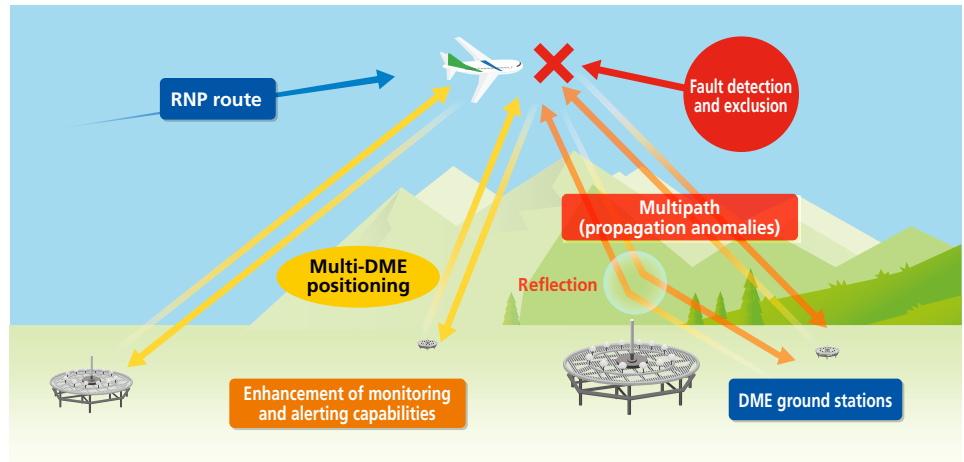 RNP route
Fault detection
and exclusion
Multipath
(propagation anomalies)
Multi-DME
positioning
Reflection
Enhancement of monitoring
and alerting capabilities
DME ground stations